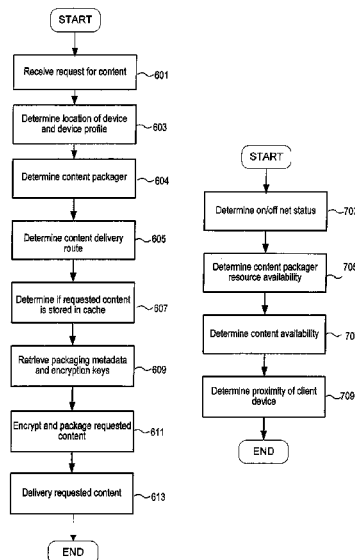 START
Receive request for content
601
Determine location of device
and device profile
603
Determine content packager
604
Determine content delivery
route
605
Determine if requested content
is stored in cache
607
Retrieve packaging metadata
and encryption keys
609
Encrypt and package requested
content
611
Delivery requested content
613
END
START
Determine on/off net status
Determine content packager
resource availability
705
Determine content availability
Determine proximity of client
device
709
END